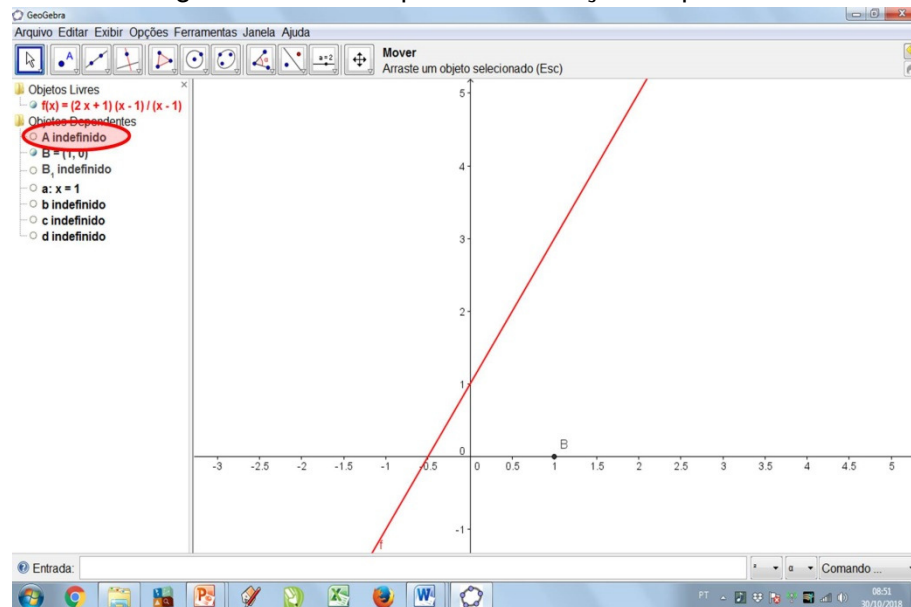 GeoGebra
Arquivo Editar Exibir Opções Ferramentas Janela Ajuda
a=2
Mover
Arraste um objeto selecionado (Esc)
Objetos Livres
f(x) = (2 x + 1) (x - 1) / (x - 1)
Objetos Dependentes
A indefinido
B = (1, 0)
B₁ indefinido
a: x = 1
b indefinido
c indefinido
d indefinido
5
4
3
2
1
0
-1
-3 -2.5 -2 -1.5 -1 -0.5 0 0.5 1 1.5 2 2.5 3 3.5 4 4.5 5
B
f
Entrada:
α
Comando ...
PT
08:51
30/10/2018